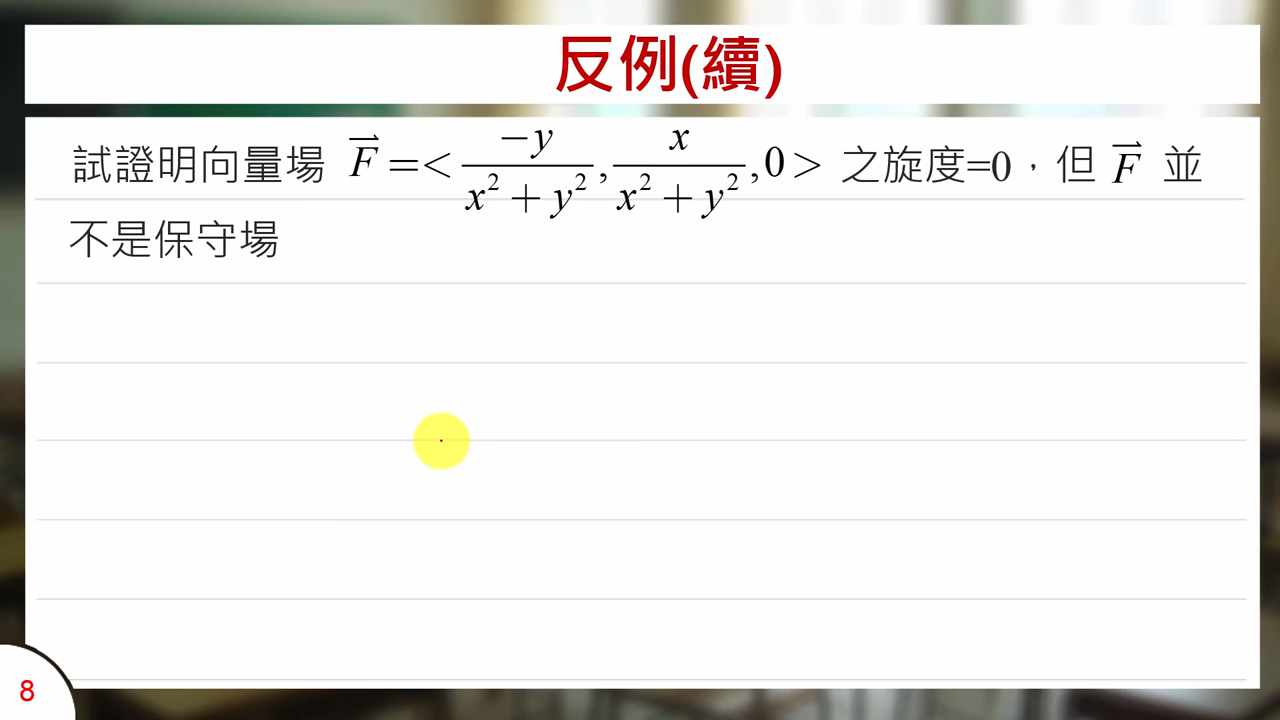 反例(續)
試證明向量場 $\vec{F} = < \frac{-y}{x^2+y^2}, \frac{x}{x^2+y^2}, 0 >$ 之旋度=0，但 $\vec{F}$ 並
不是保守場
8